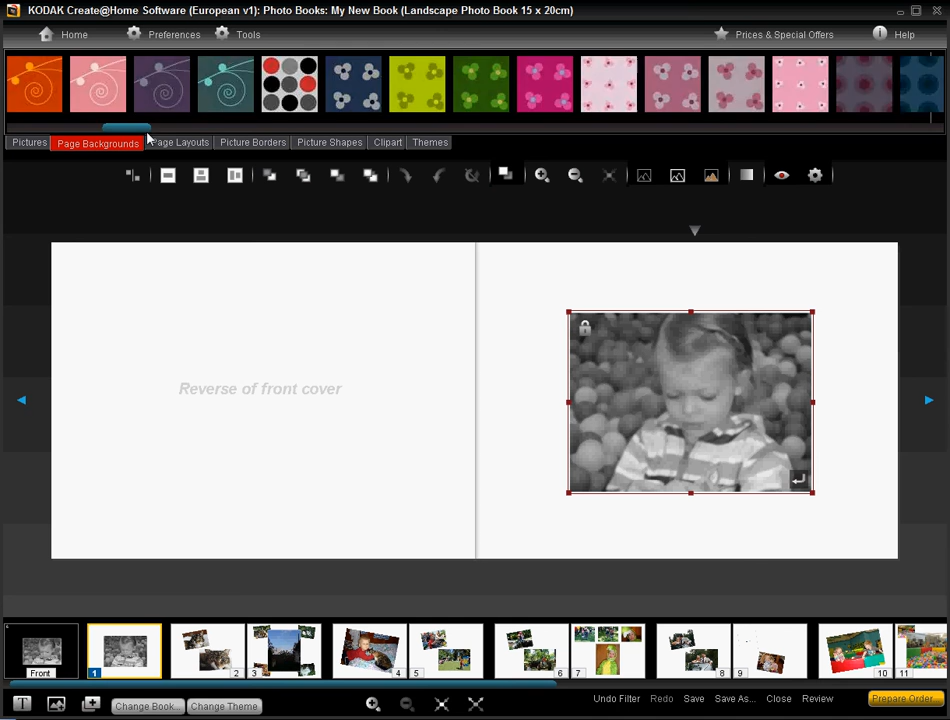 KODAK Create@Home Software (European v1): Photo Books: My New Book (Landscape Photo Book 15 x 20cm)
Home Preferences Tools Prices & Special Offers Help
Pictures Page Backgrounds Page Layouts Picture Borders Picture Shapes Clipart Themes
Reverse of front cover
Front 1 2 3 4 5 6 7 8 9 10 11
T Change Book... Change Theme Undo Filter Redo Save Save As... Close Review Prepare Order...